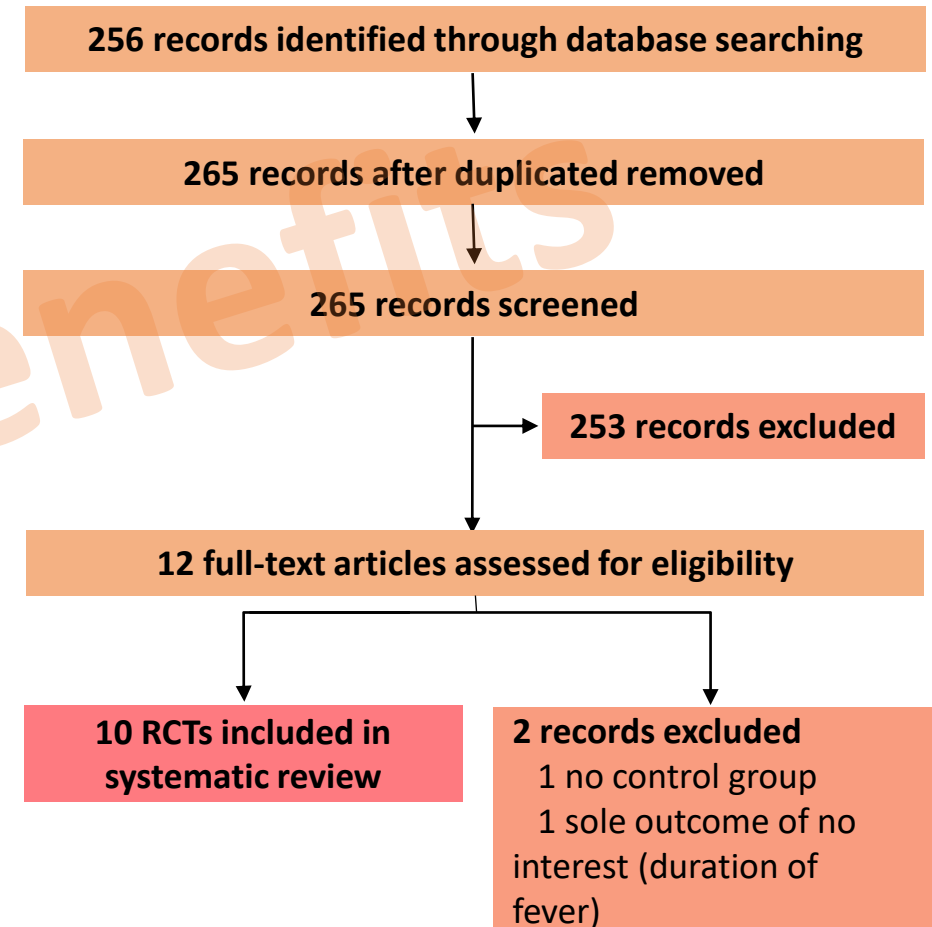 256 records identified through database searching
265 records after duplicated removed
265 records screened
253 records excluded
12 full-text articles assessed for eligibility
10 RCTs included in
systematic review
2 records excluded
1 no control group
1 sole outcome of no
interest (duration of
fever)
enefits